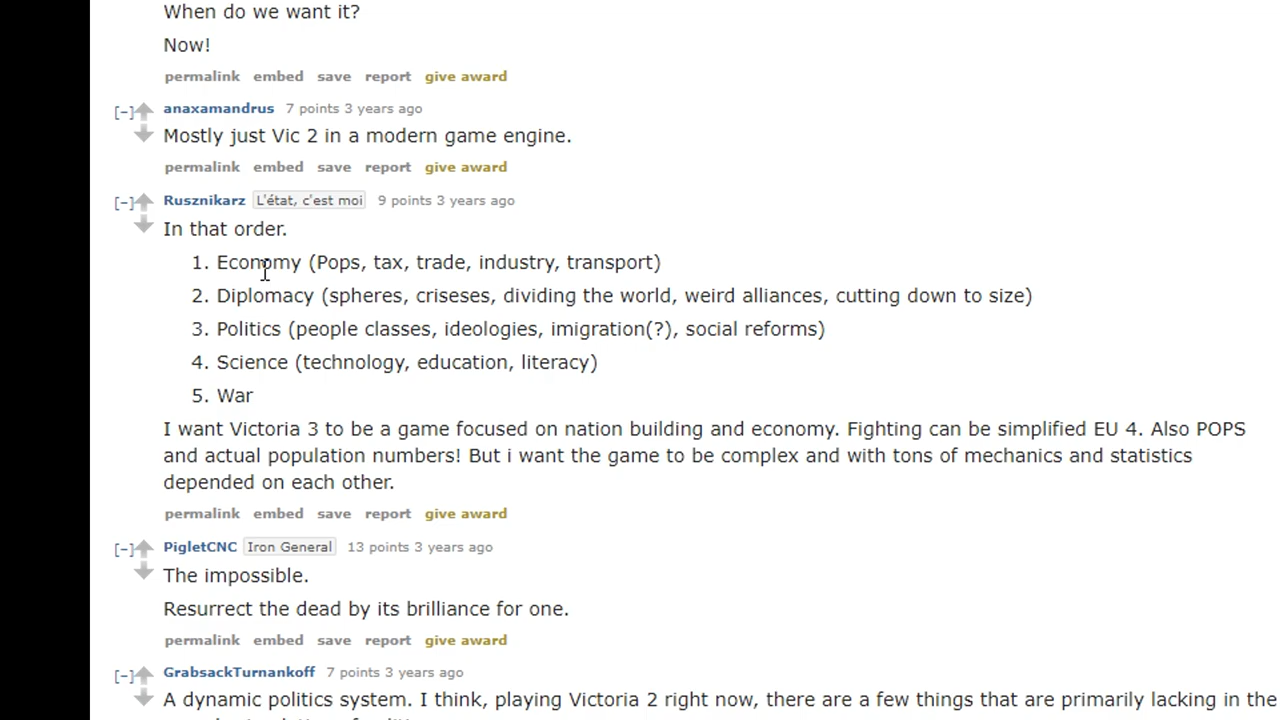 When do we want it?
Now!
permalink embed save report give award
[-] anaxamandrus 7 points 3 years ago
Mostly just Vic 2 in a modern game engine.
permalink embed save report give award
[-] Rusznikarz L'état, c'est moi 9 points 3 years ago
In that order.
1. Economy (Pops, tax, trade, industry, transport)
2. Diplomacy (spheres, criseses, dividing the world, weird alliances, cutting down to size)
3. Politics (people classes, ideologies, imigration(?), social reforms)
4. Science (technology, education, literacy)
5. War
I want Victoria 3 to be a game focused on nation building and economy. Fighting can be simplified EU 4. Also POPS
and actual population numbers! But i want the game to be complex and with tons of mechanics and statistics
depended on each other.
permalink embed save report give award
[-] PigletCNC Iron General 13 points 3 years ago
The impossible.
Resurrect the dead by its brilliance for one.
permalink embed save report give award
[-] GrabsackTurnankoff 7 points 3 years ago
A dynamic politics system. I think, playing Victoria 2 right now, there are a few things that are primarily lacking in the